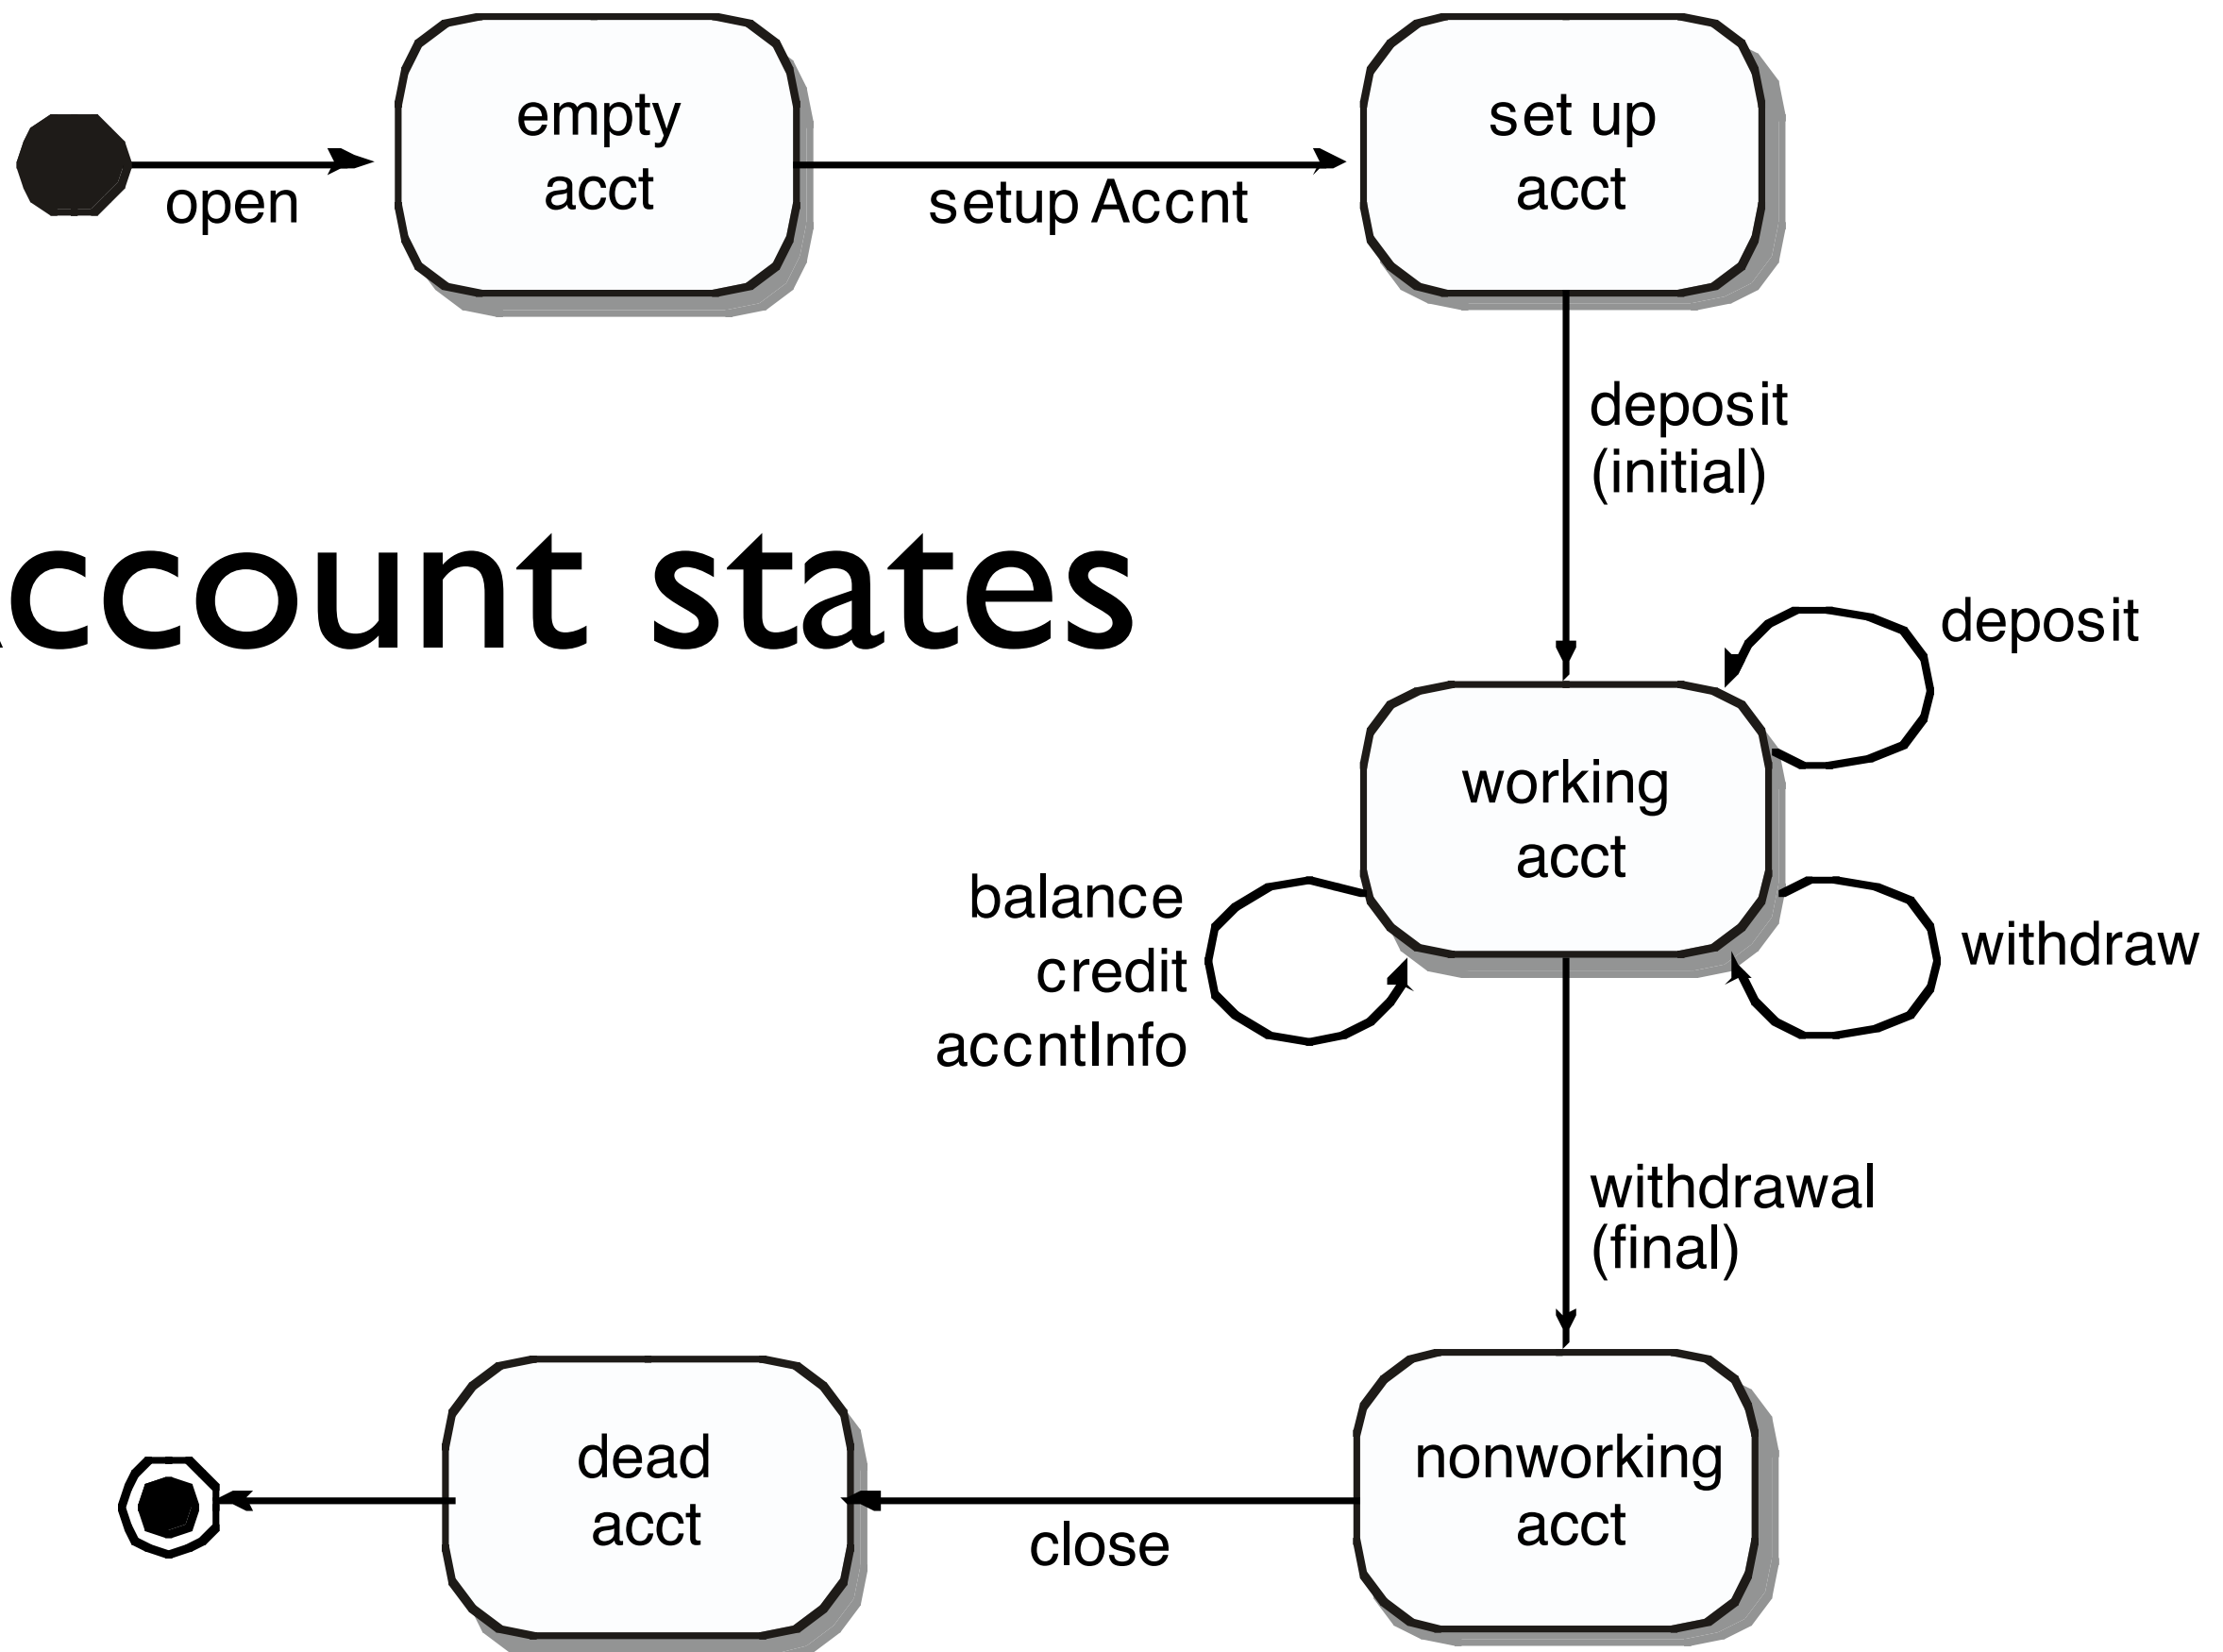 empty
acct
set up
acct
open
setup Accnt
deposit
(initial)
ccount states
deposit
working
acct
balance
credit
accntInfo
withdraw
withdrawal
(final)
dead
acct
nonworking
acct
close